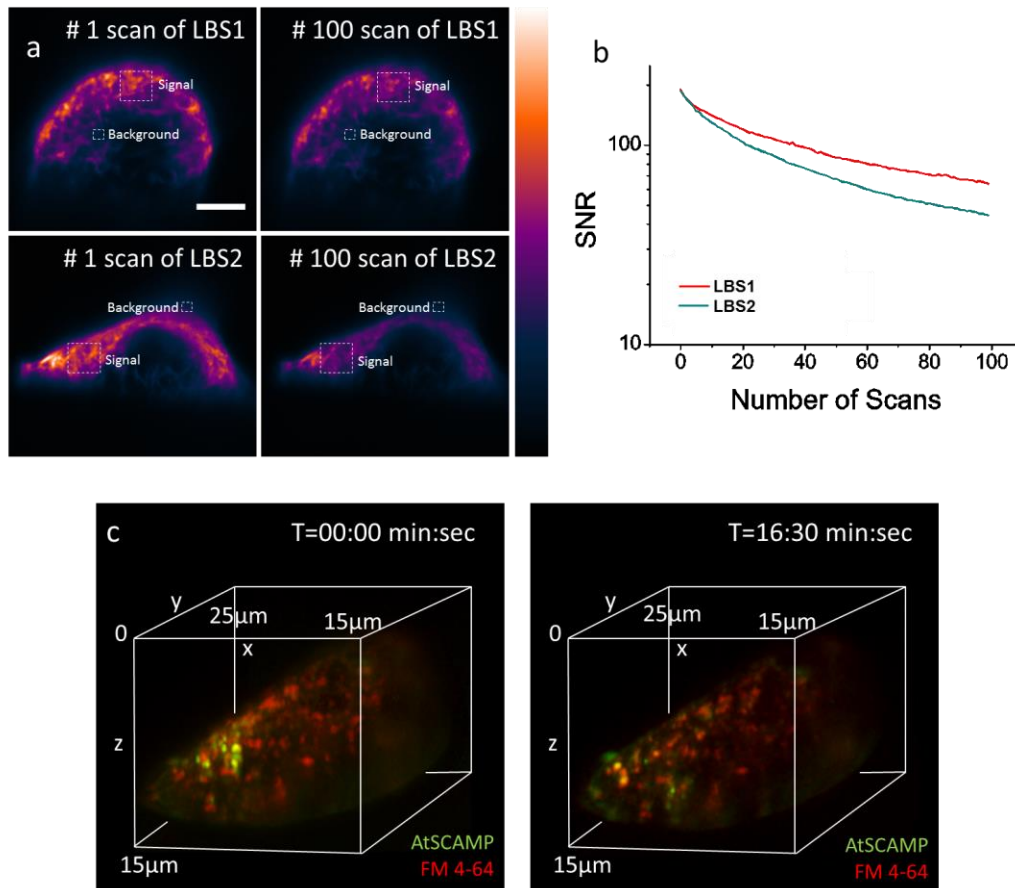 a
# 1 scan of LBS1
Signal
Background
# 100 scan of LBS1
Signal
Background
# 1 scan of LBS2
Background
Signal
# 100 scan of LBS2
Background
Signal
b
SNR
100
10
LBS1
LBS2
0 20 40 60 80 100
Number of Scans
c
T=00:00 min:sec
y
25μm
15μm
0
x
z
15μm
AtSCAMP
FM 4-64
T=16:30 min:sec
y
25μm
15μm
0
x
z
15μm
AtSCAMP
FM 4-64